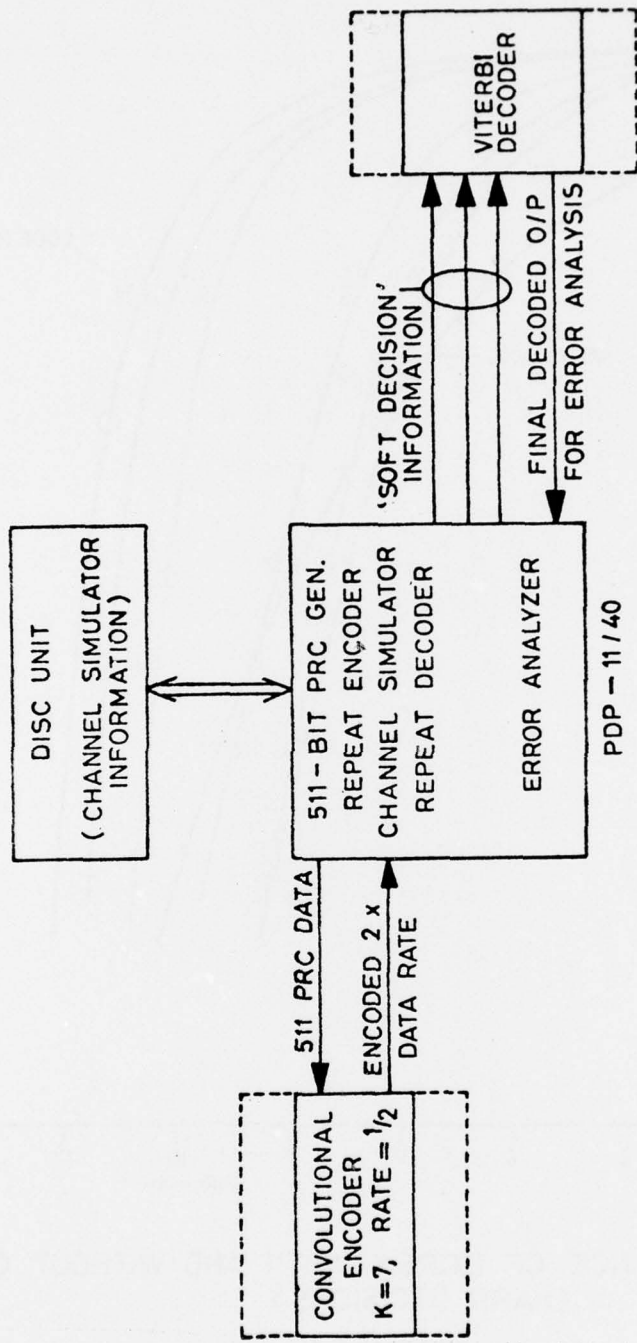 DISC UNIT
(CHANNEL SIMULATOR
INFORMATION)
CONVOLUTIONAL
ENCODER
K=7, RATE = 1/2
511 PRC DATA
ENCODED 2 x
DATA RATE
511-BIT PRC GEN.
REPEAT ENCODER
CHANNEL SIMULATOR
REPEAT DECODER
ERROR ANALYZER
PDP-11/40
'SOFT DECISION'
INFORMATION
FINAL DECODED O/P
FOR ERROR ANALYSIS
VITERBI
DECODER